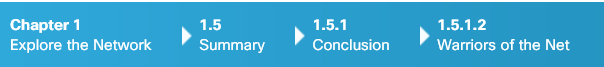 Chapter 1
Explore the Network
1.5
Summary
1.5.1
Conclusion
1.5.1.2
Warriors of the Net